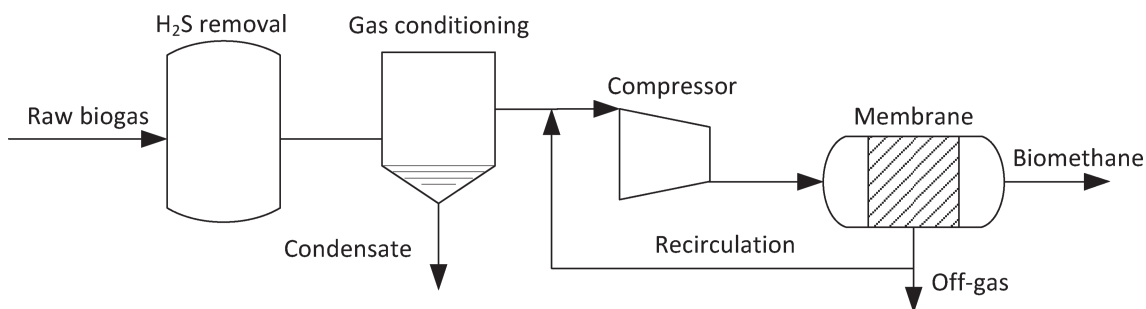 H₂S removal
Gas conditioning
Raw biogas
Compressor
Membrane
Biomethane
Condensate
Recirculation
Off-gas